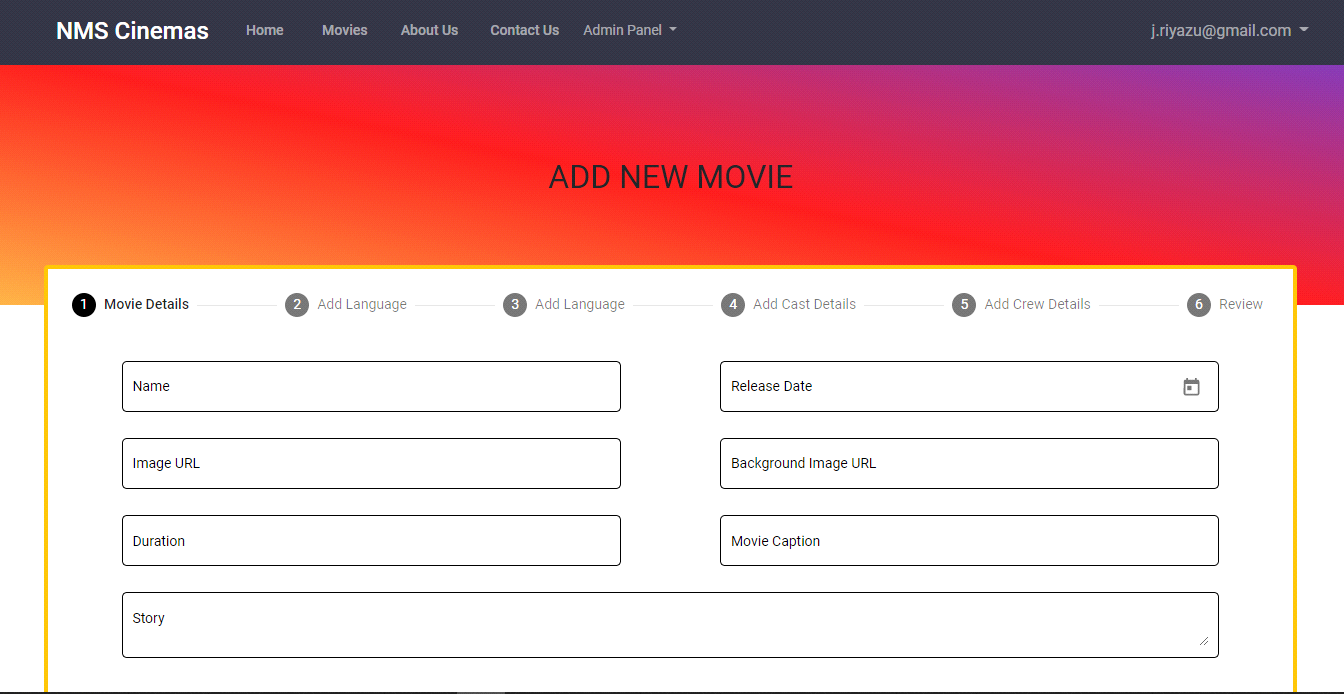 NMS Cinemas Home Movies About Us Contact Us Admin Panel j.riyazu@gmail.com
ADD NEW MOVIE
1 Movie Details 2 Add Language 3 Add Language 4 Add Cast Details 5 Add Crew Details 6 Review
Name Release Date
Image URL Background Image URL
Duration Movie Caption
Story